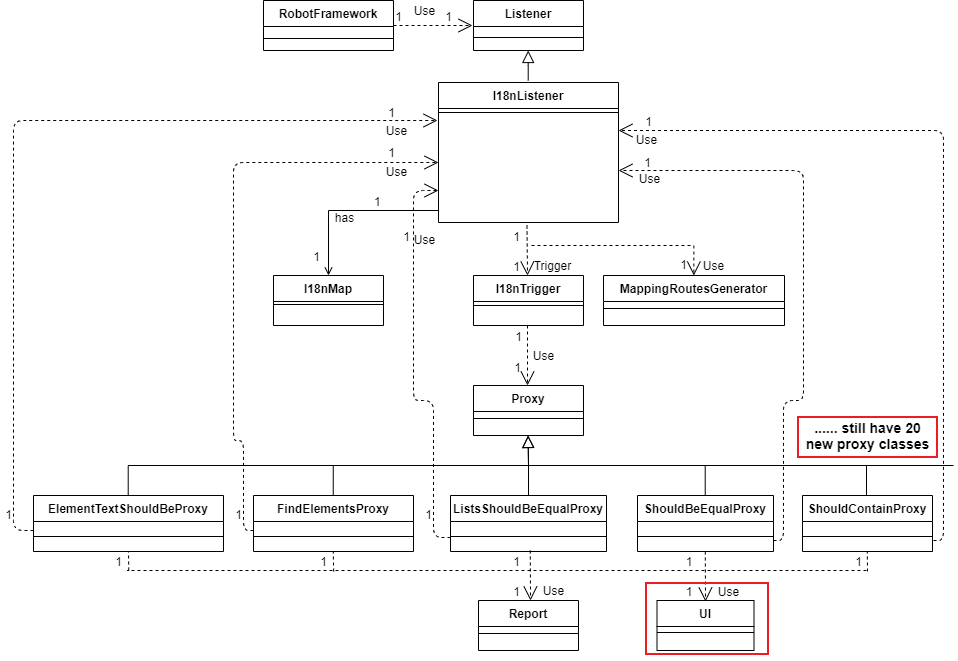 RobotFramework
1
Use
1
Listener
I18nListener
1
Use
1
Use
1
Use
1
Use
1
has
1
Use
1
1
1
Trigger
1
Use
I18nMap
I18nTrigger
MappingRoutesGenerator
1
Use
1
Proxy
...... still have 20
new proxy classes
ElementTextShouldBeProxy
FindElementsProxy
ListsShouldBeEqualProxy
ShouldBeEqualProxy
ShouldContainProxy
1
1
1
1
1
1
1
1
1
Use
1
Use
Report
UI